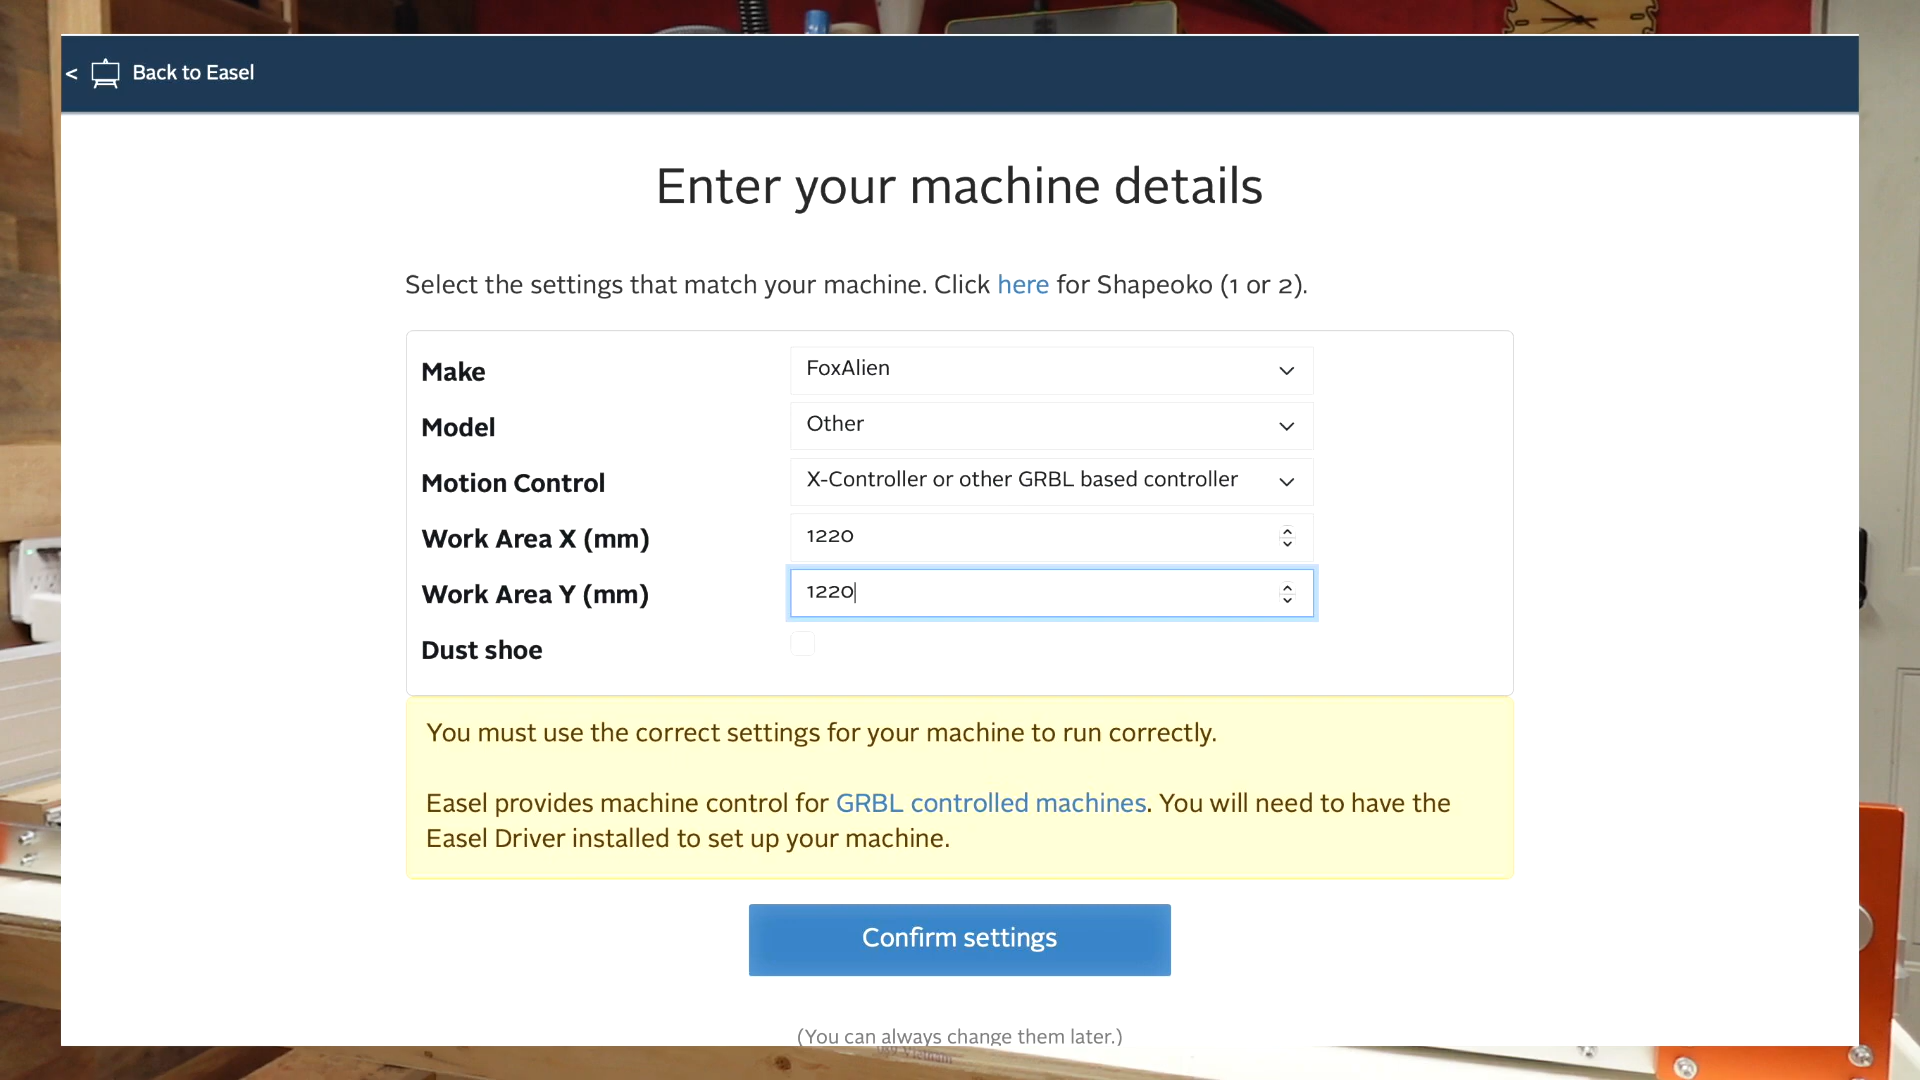 < Back to Easel
Enter your machine details
Select the settings that match your machine. Click here for Shapeoko (1 or 2).
Make FoxAlien
Model Other
Motion Control X-Controller or other GRBL based controller
Work Area X (mm) 1220
Work Area Y (mm) 1220
Dust shoe
You must use the correct settings for your machine to run correctly.
Easel provides machine control for GRBL controlled machines. You will need to have the
Easel Driver installed to set up your machine.
Confirm settings
(You can always change them later.)